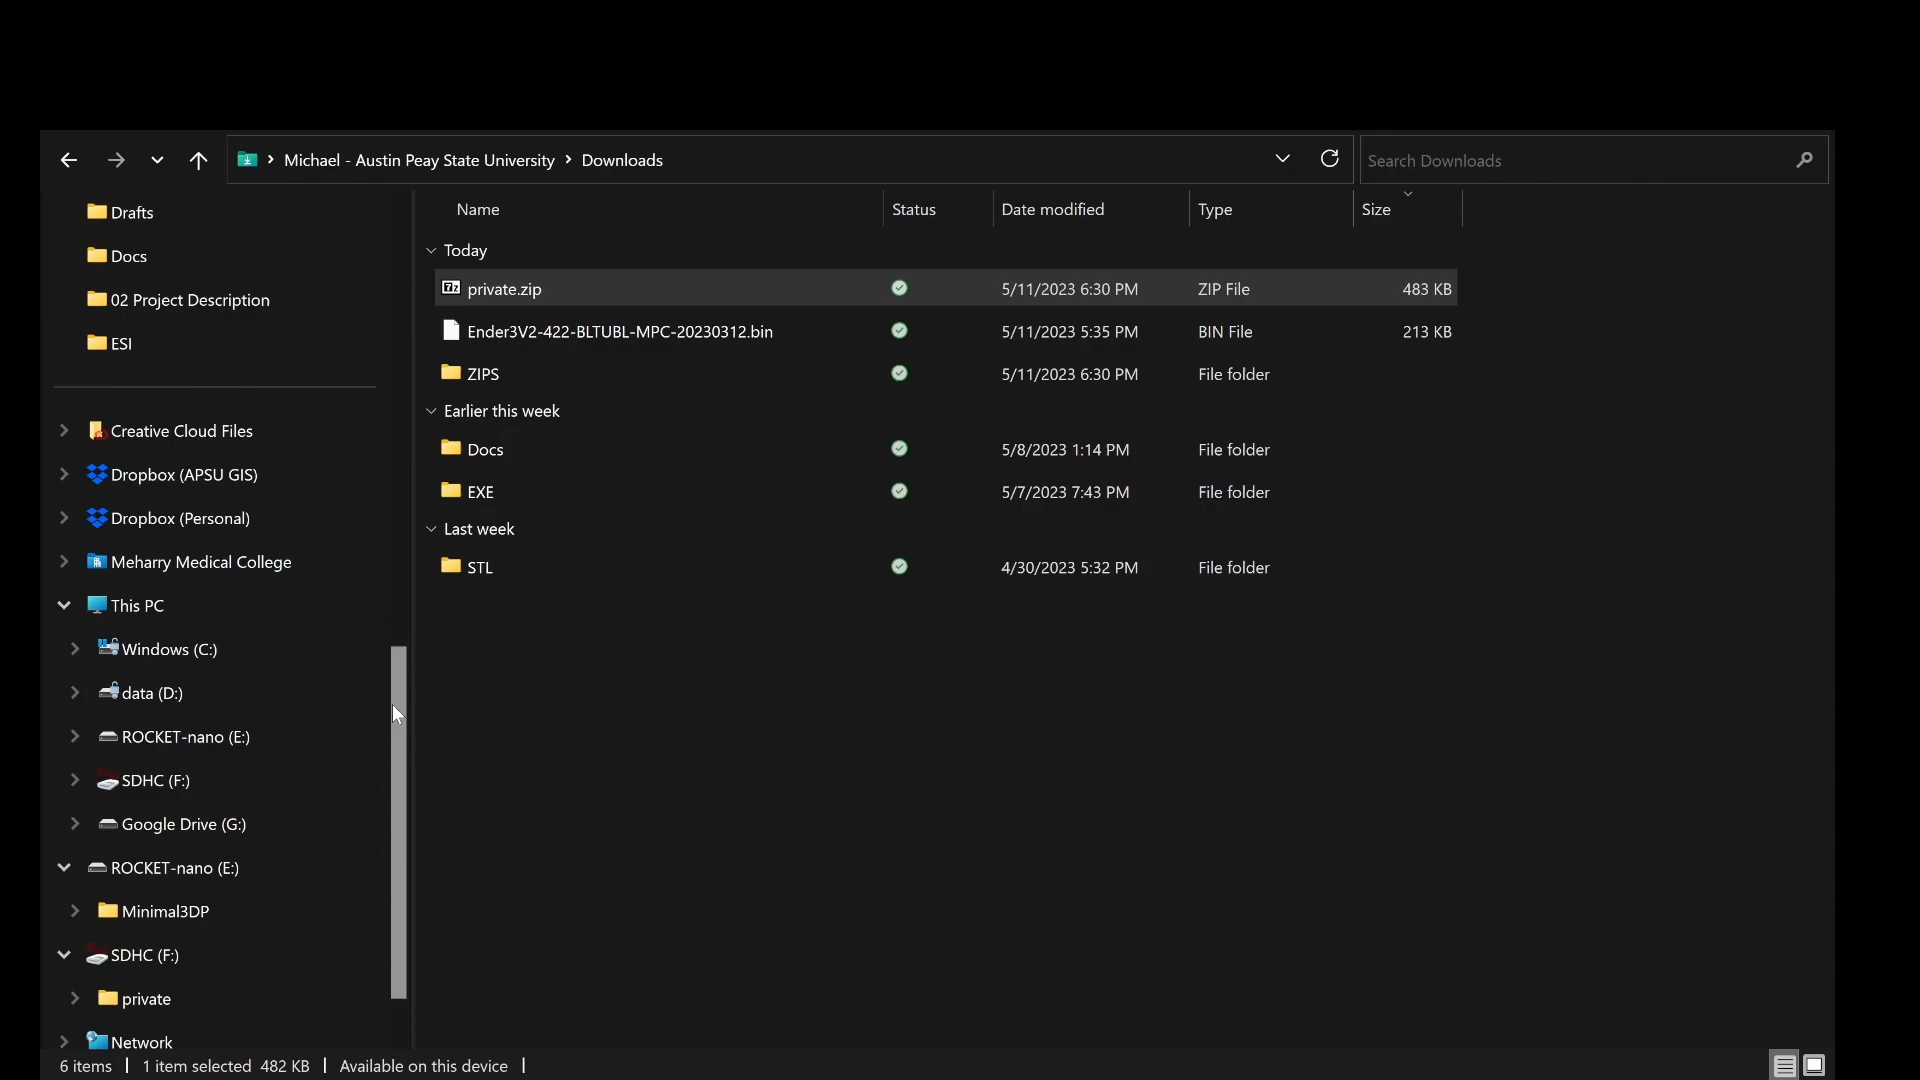 Michael - Austin Peay State University > Downloads
Search Downloads
Drafts
Docs
02 Project Description
ESI
Creative Cloud Files
Dropbox (APSU GIS)
Dropbox (Personal)
Meharry Medical College
This PC
Windows (C:)
data (D:)
ROCKET-nano (E:)
SDHC (F:)
Google Drive (G:)
ROCKET-nano (E:)
Minimal3DP
SDHC (F:)
private
Network
Name Status Date modified Type Size
Today
private.zip 5/11/2023 6:30 PM ZIP File 483 KB
Ender3V2-422-BLTUBL-MPC-20230312.bin 5/11/2023 5:35 PM BIN File 213 KB
ZIPS 5/11/2023 6:30 PM File folder
Earlier this week
Docs 5/8/2023 1:14 PM File folder
EXE 5/7/2023 7:43 PM File folder
Last week
STL 4/30/2023 5:32 PM File folder
6 items | 1 item selected 482 KB | Available on this device |